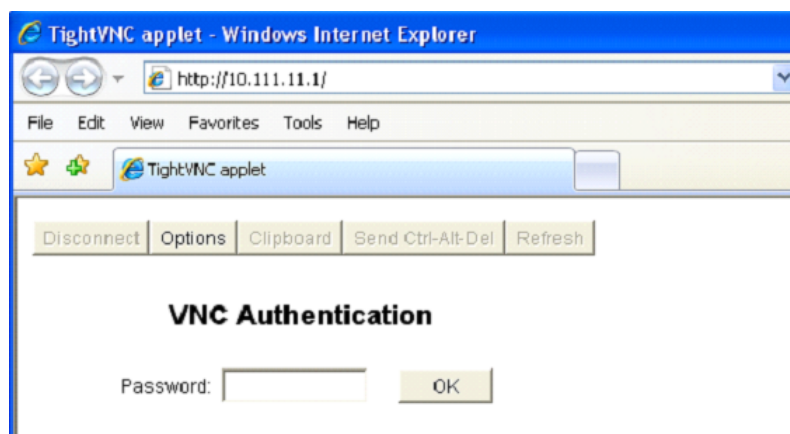 TightVNC applet - Windows Internet Explorer
http://10.111.11.1/
File Edit View Favorites Tools Help
TightVNC applet
Disconnect Options Clipboard Send Ctrl-Alt-Del Refresh
VNC Authentication
Password: OK